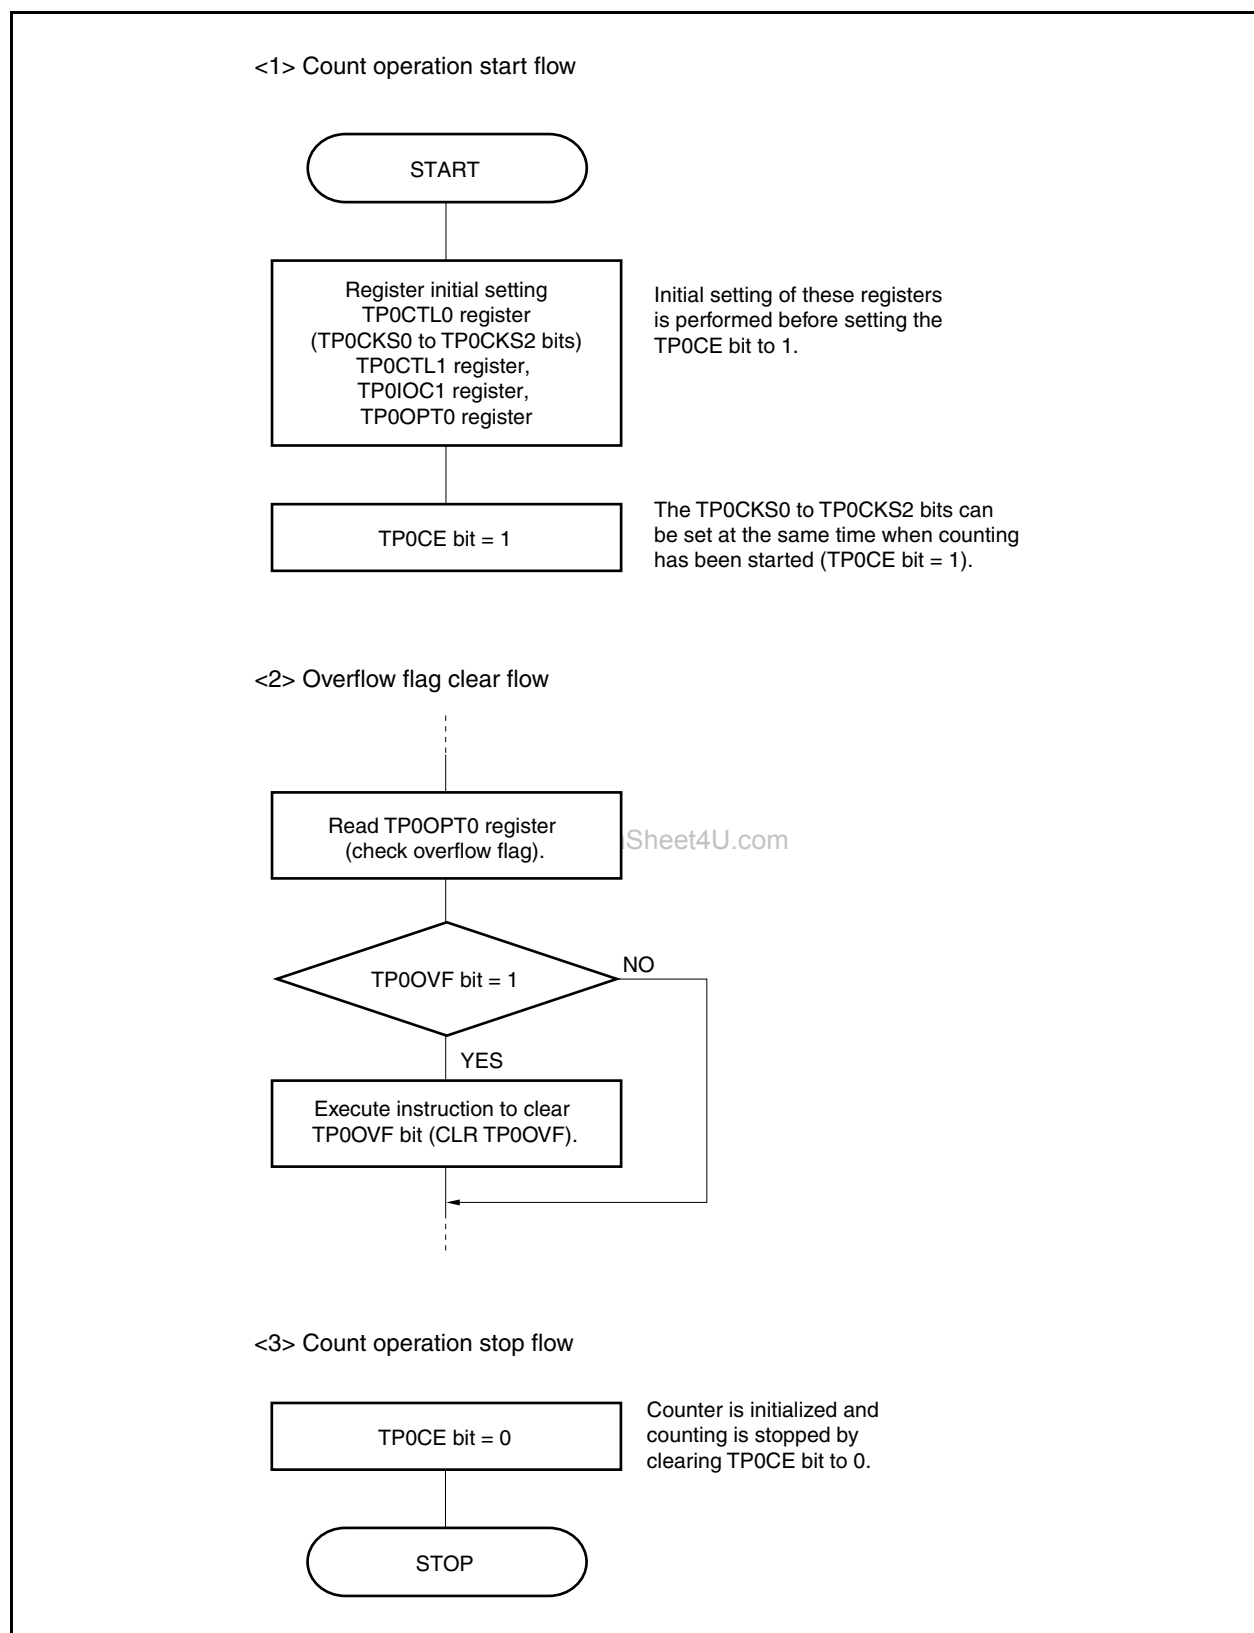 <1> Count operation start flow
START
Register initial setting
TP0CTL0 register
(TP0CKS0 to TP0CKS2 bits)
TP0CTL1 register,
TP0IOC1 register,
TP0OPT0 register
Initial setting of these registers
is performed before setting the
TP0CE bit to 1.
TP0CE bit = 1
The TP0CKS0 to TP0CKS2 bits can
be set at the same time when counting
has been started (TP0CE bit = 1).
<2> Overflow flag clear flow
Read TP0OPT0 register
(check overflow flag).
Sheet4U.com
TP0OVF bit = 1
NO
YES
Execute instruction to clear
TP0OVF bit (CLR TP0OVF).
<3> Count operation stop flow
TP0CE bit = 0
Counter is initialized and
counting is stopped by
clearing TP0CE bit to 0.
STOP